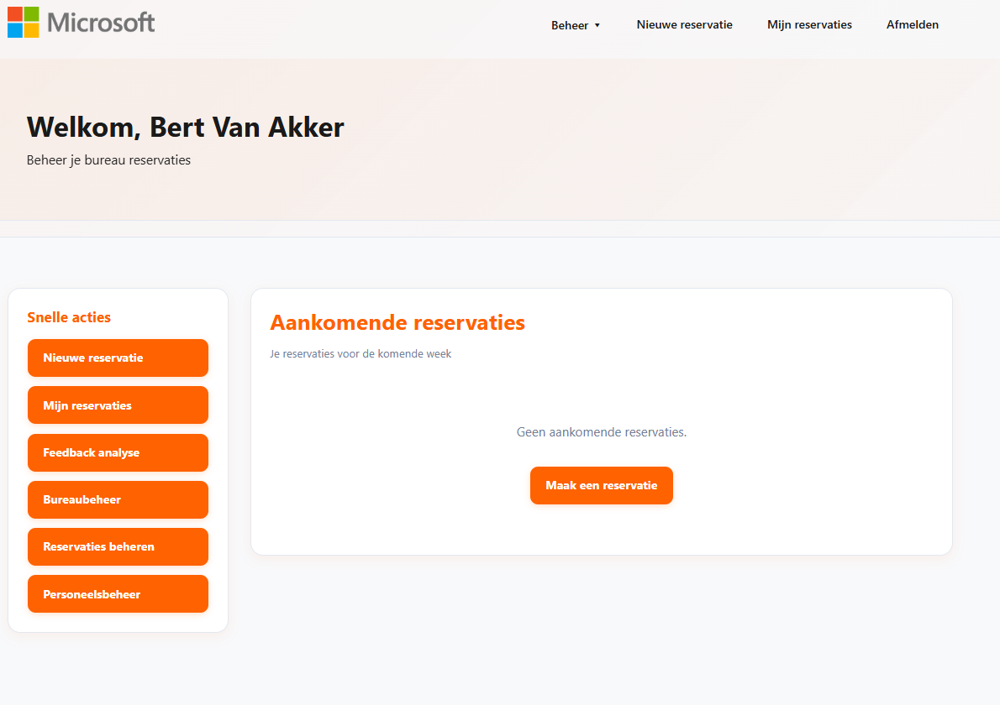 Microsoft
Beheer ▼
Nieuwe reservatie
Mijn reservaties
Afmelden
Welkom, Bert Van Akker
Beheer je bureau reservaties
Snelle acties
Nieuwe reservatie
Mijn reservaties
Feedback analyse
Bureaubeheer
Reservaties beheren
Personeelsbeheer
Aankomende reservaties
Je reservaties voor de komende week
Geen aankomende reservaties.
Maak een reservatie